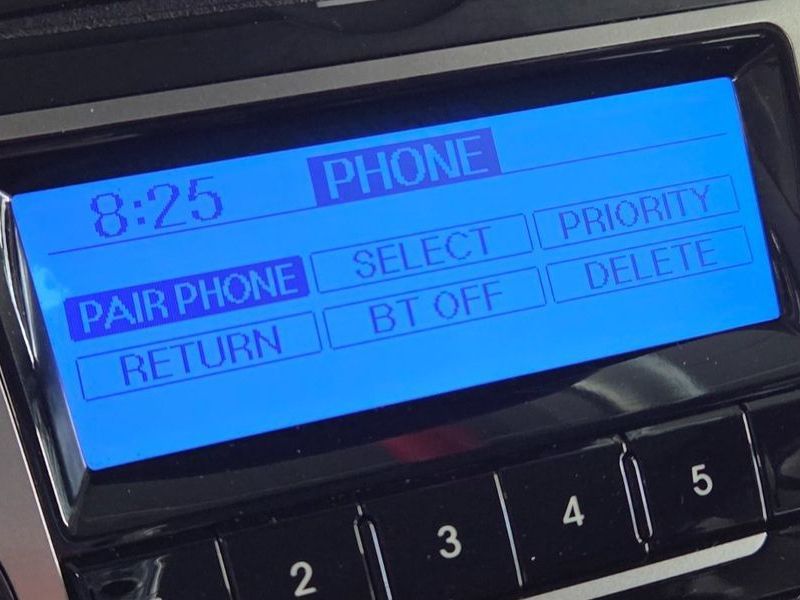 8:25 PHONE
PAIR PHONE SELECT PRIORITY
RETURN BT OFF DELETE
2 3 4 5